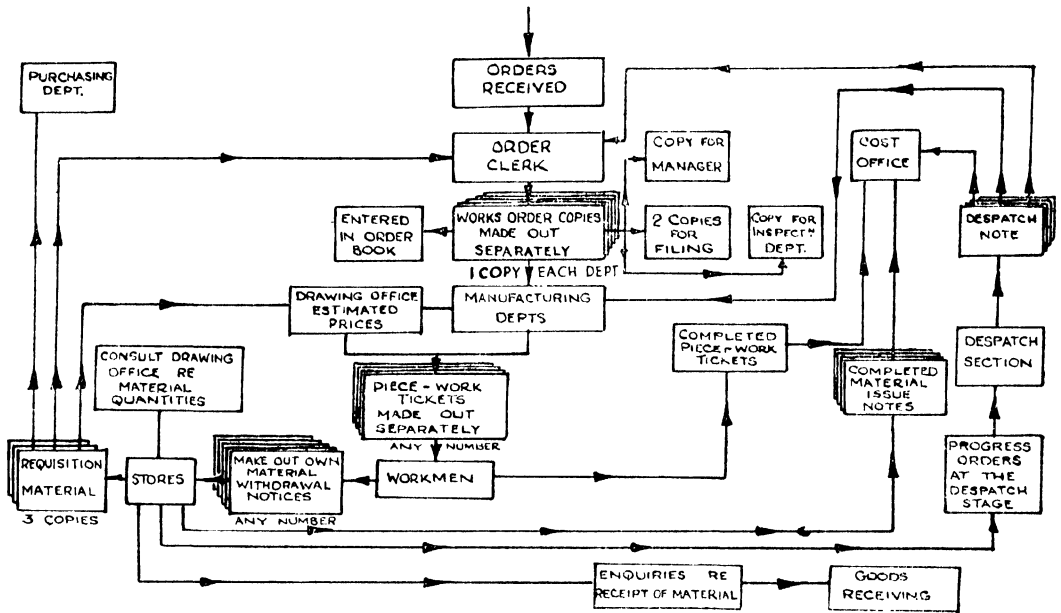 ORDERS
RECEIVED
PURCHASING
DEPT.
ORDER
CLERK
COPY FOR
MANAGER
COST
OFFICE
ENTERED
IN ORDER
BOOK
WORKS ORDER COPIES
MADE OUT
SEPARATELY
2 COPIES
FOR
FILING
COPY FOR
INSPECTN
DEPT.
DESPATCH
NOTE
1 COPY EACH DEPT
DRAWING OFFICE
ESTIMATED
PRICES
MANUFACTURING
DEPTS
COMPLETED
PIECE-WORK
TICKETS
DESPATCH
SECTION
CONSULT DRAWING
OFFICE RE
MATERIAL
QUANTITIES
PIECE-WORK
TICKETS
MADE OUT
SEPARATELY
ANY NUMBER
COMPLETED
MATERIAL
ISSUE
NOTES
REQUISITION
MATERIAL
3 COPIES
STORES
MAKE OUT OWN
MATERIAL
WITHDRAWAL
NOTICES
ANY NUMBER
WORKMEN
PROGRESS
ORDERS
AT THE
DESPATCH
STAGE
ENQUIRIES RE
RECEIPT OF MATERIAL
GOODS
RECEIVING